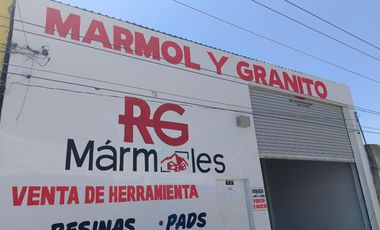 MARMOL Y GRANITO
RG
Mármoles
VENTA DE HERRAMIENTA
RESINAS • PADS